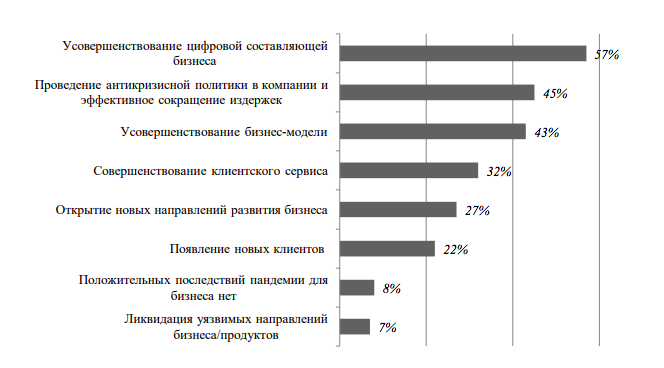 Усовершенствование цифровой составляющей
бизнеса
57%
Проведение антикризисной политики в компании и
эффективное сокращение издержек
45%
Усовершенствование бизнес-модели
43%
Совершенствование клиентского сервиса
32%
Открытие новых направлений развития бизнеса
27%
Появление новых клиентов
22%
Положительных последствий пандемии для
бизнеса нет
8%
Ликвидация уязвимых направлений
бизнеса/продуктов
7%